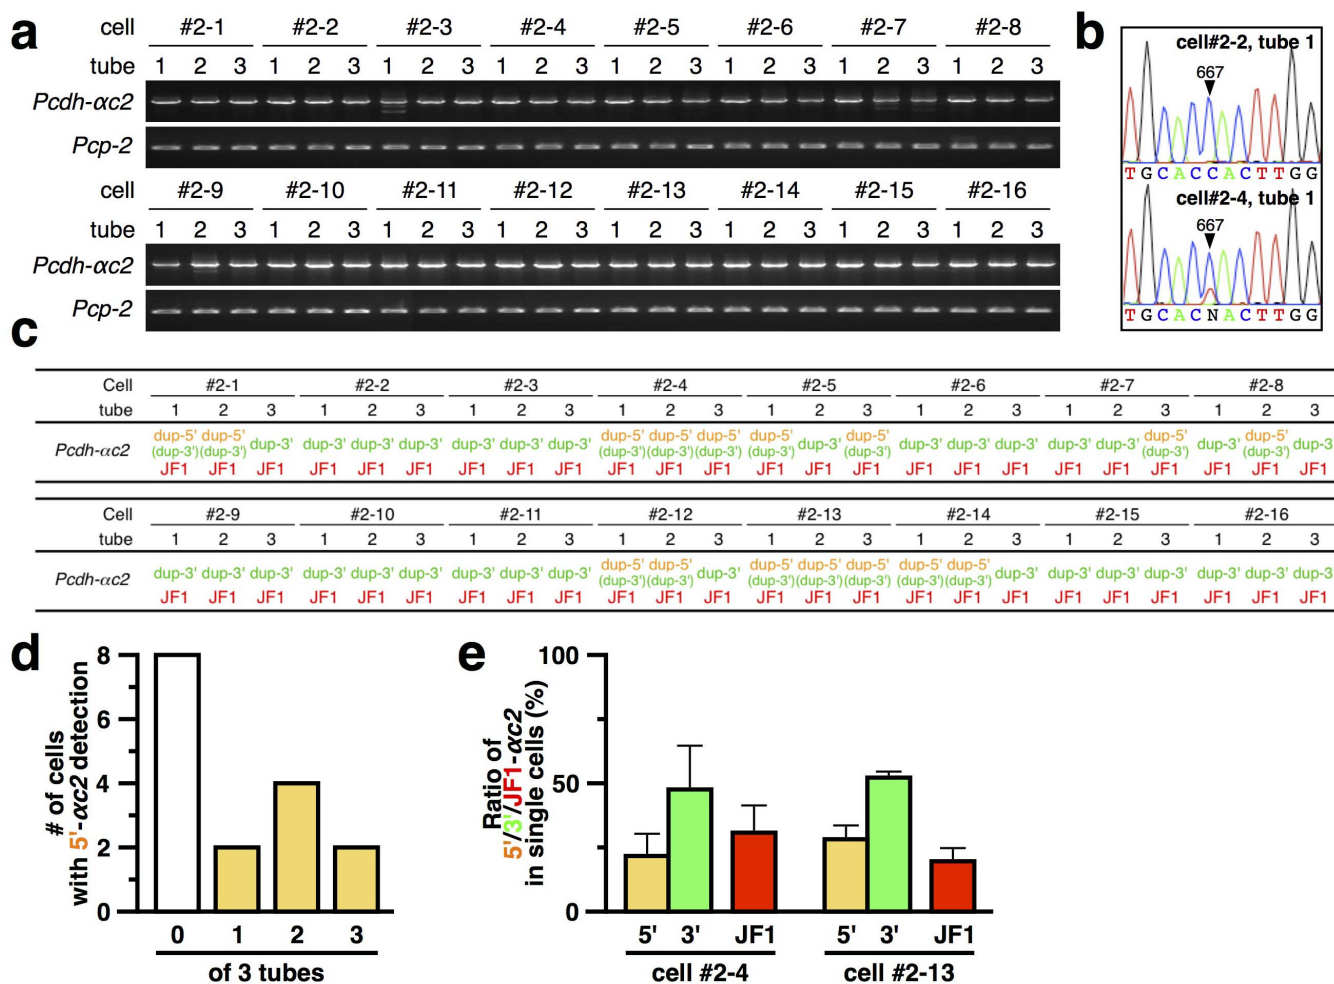 a
cell #2-1 #2-2 #2-3 #2-4 #2-5 #2-6 #2-7 #2-8
tube 1 2 3 1 2 3 1 2 3 1 2 3 1 2 3 1 2 3 1 2 3 1 2 3
Pcdh-αc2
Pcp-2
cell #2-9 #2-10 #2-11 #2-12 #2-13 #2-14 #2-15 #2-16
tube 1 2 3 1 2 3 1 2 3 1 2 3 1 2 3 1 2 3 1 2 3 1 2 3
Pcdh-αc2
Pcp-2
b
cell#2-2, tube 1
667
TGCACCACTTGG
cell#2-4, tube 1
667
TGCACNACTTGG
c
Cell #2-1 #2-2 #2-3 #2-4 #2-5 #2-6 #2-7 #2-8
tube 1 2 3 1 2 3 1 2 3 1 2 3 1 2 3 1 2 3 1 2 3 1 2 3
dup-5' dup-5' dup-5' dup-5' dup-5' dup-5' dup-5' dup-5' dup-5'
Pcdh-αc2 (dup-3') (dup-3') dup-3' dup-3' dup-3' dup-3' dup-3' dup-3' dup-3' (dup-3') (dup-3') (dup-3') (dup-3') dup-3' (dup-3') dup-3' dup-3' dup-3' dup-3' dup-3' (dup-3') dup-3' (dup-3') dup-3
JF1 JF1 JF1 JF1 JF1 JF1 JF1 JF1 JF1 JF1 JF1 JF1 JF1 JF1 JF1 JF1 JF1 JF1 JF1 JF1 JF1 JF1 JF1 JF1
Cell #2-9 #2-10 #2-11 #2-12 #2-13 #2-14 #2-15 #2-16
tube 1 2 3 1 2 3 1 2 3 1 2 3 1 2 3 1 2 3 1 2 3 1 2 3
dup-5' dup-5' dup-5' dup-5' dup-5' dup-5' dup-5'
Pcdh-αc2 dup-3' dup-3' dup-3' dup-3' dup-3' dup-3' dup-3' dup-3' dup-3' (dup-3') (dup-3') dup-3' (dup-3') (dup-3') (dup-3') (dup-3') (dup-3') dup-3' dup-3' dup-3' dup-3' dup-3' dup-3' dup-3
JF1 JF1 JF1 JF1 JF1 JF1 JF1 JF1 JF1 JF1 JF1 JF1 JF1 JF1 JF1 JF1 JF1 JF1 JF1 JF1 JF1 JF1 JF1 JF1
d
# of cells
with 5'-αc2 detection
8
6
4
2
0
0 1 2 3
of 3 tubes
e
Ratio of
5'/3'/JF1-αc2
in single cells (%)
100
50
0
5' 3' JF1 5' 3' JF1
cell #2-4 cell #2-13